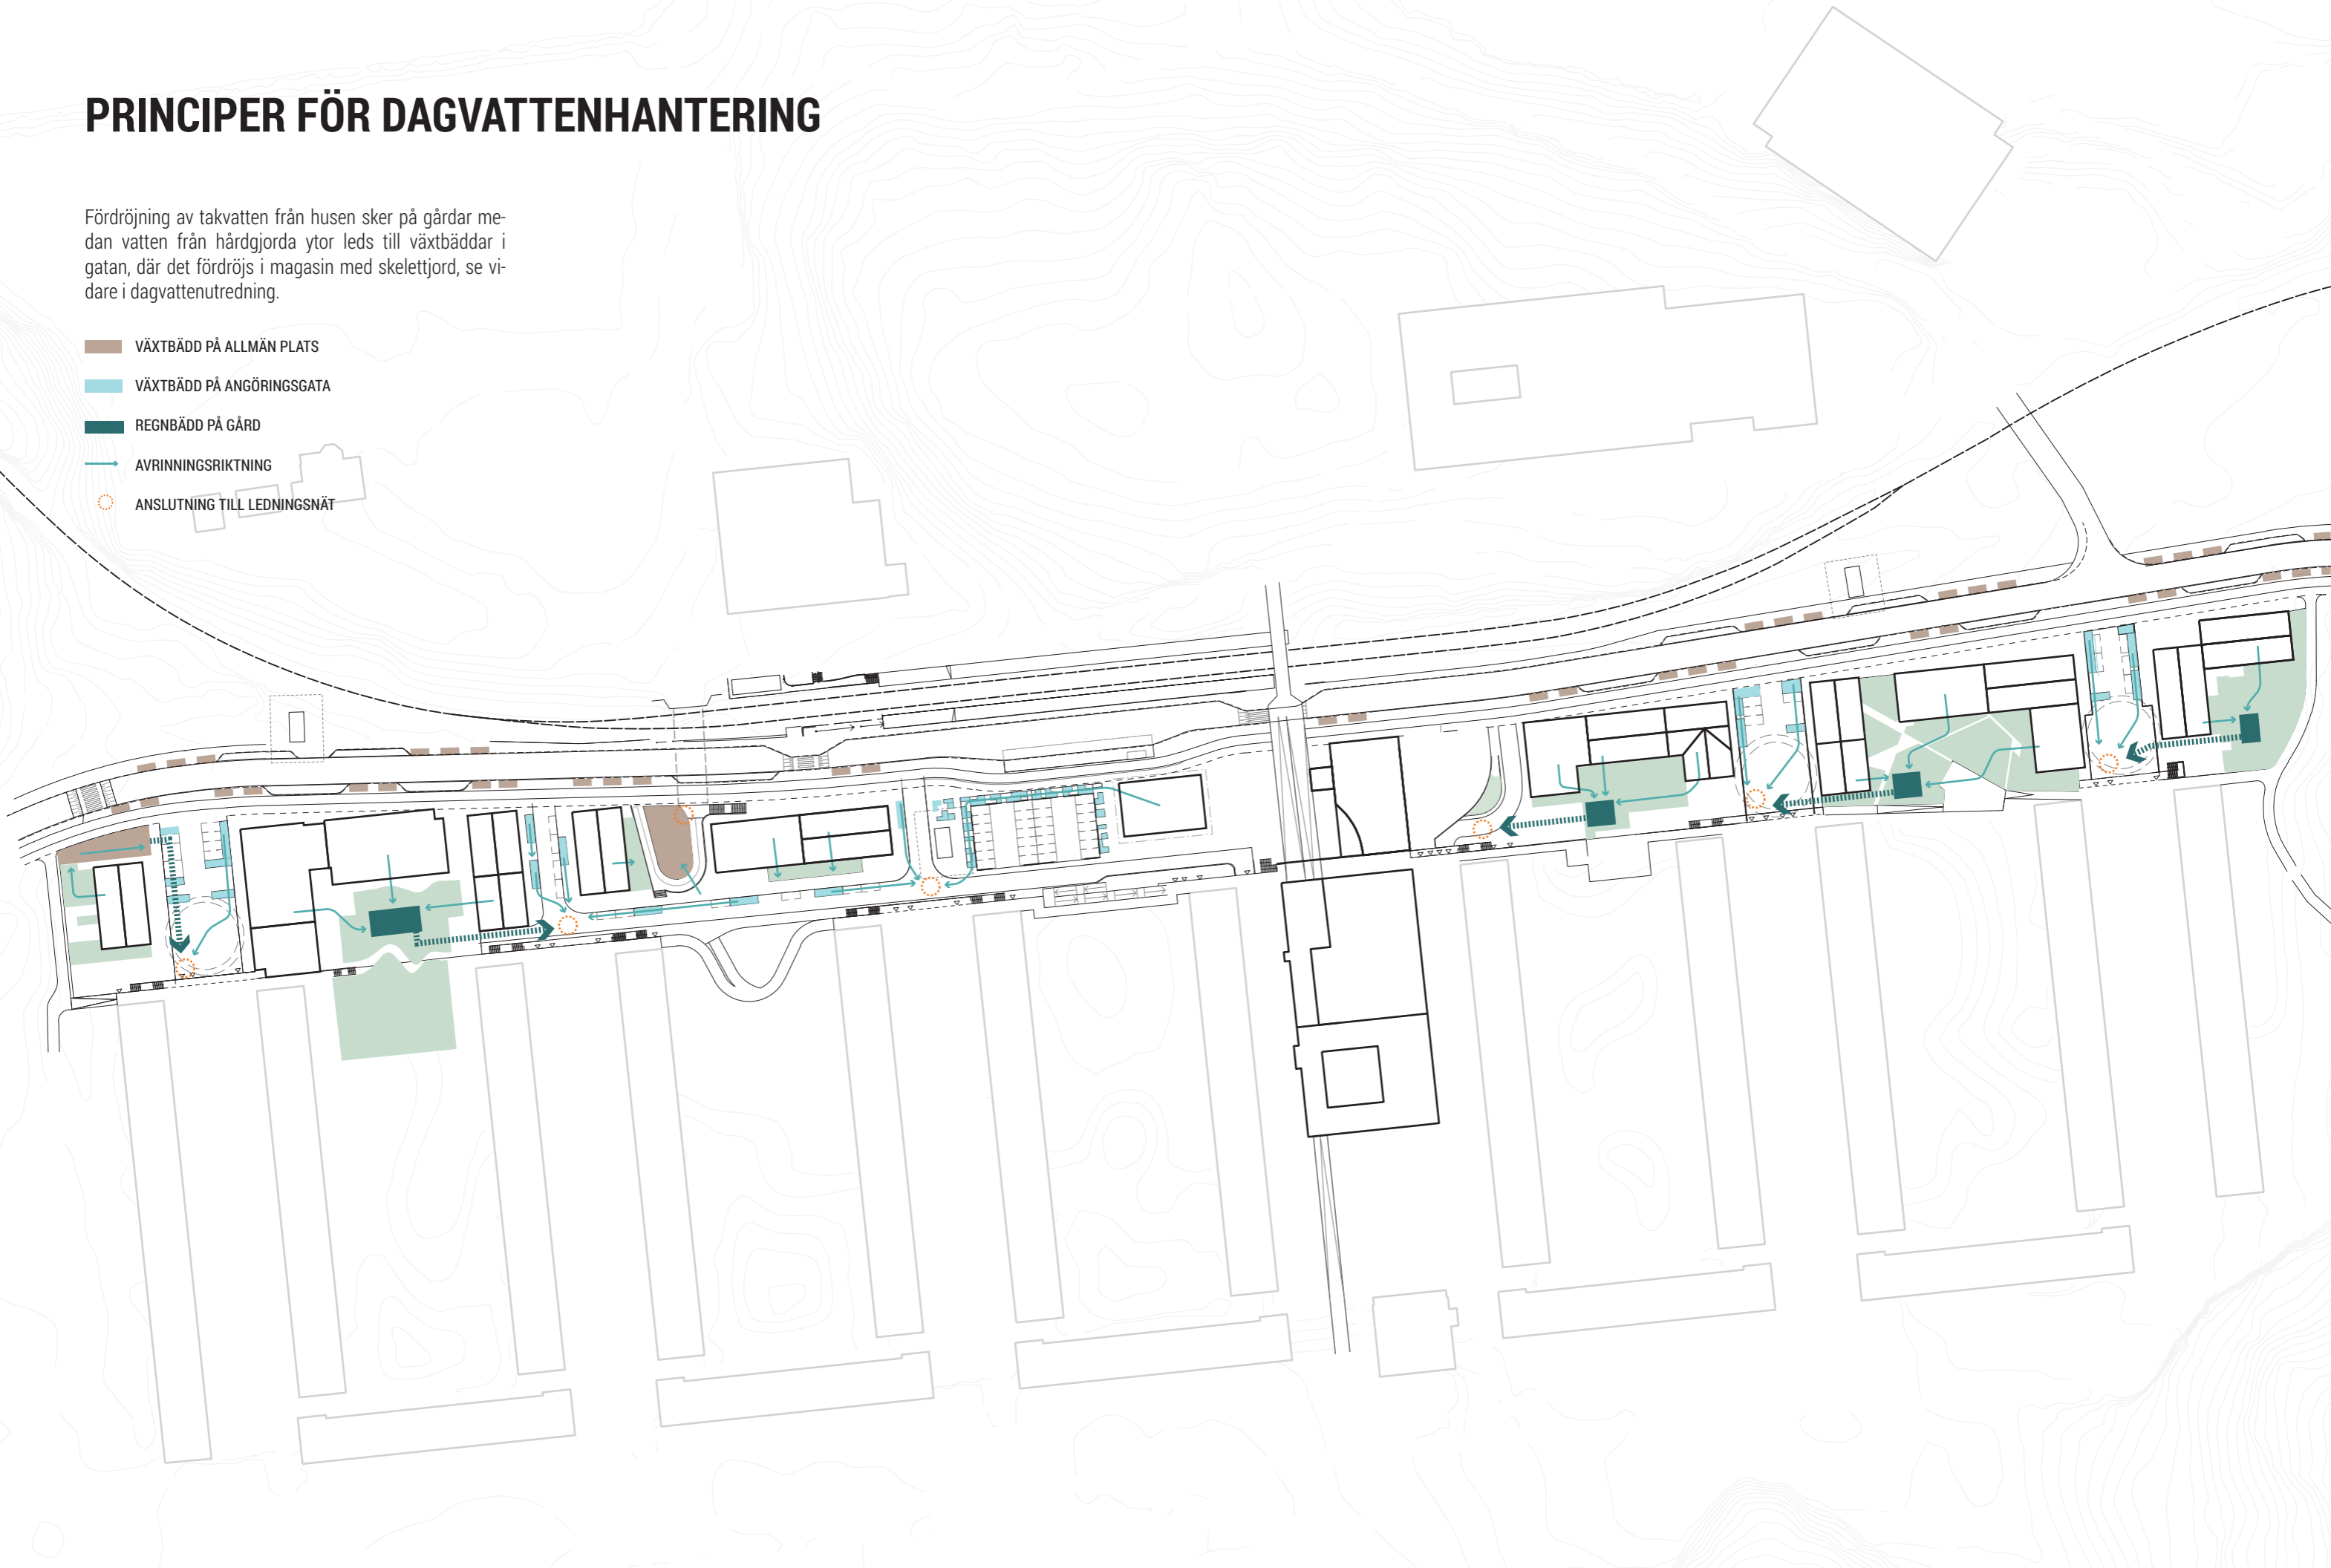 PRINCIPER FÖR DAGVATTENHANTERING
Fördröjning av takvatten från husen sker på gårdar me-
dan vatten från hårdgjorda ytor leds till växtbäddar i
gatan, där det fördröjs i magasin med skelettjord, se vi-
dare i dagvattenutredning.
VÄXTBÄDD PÅ ALLMÄN PLATS
VÄXTBÄDD PÅ ANGÖRINGSGATA
REGNBÄDD PÅ GÅRD
AVRINNINGSRIKTNING
ANSLUTNING TILL LEDNINGSNÄT